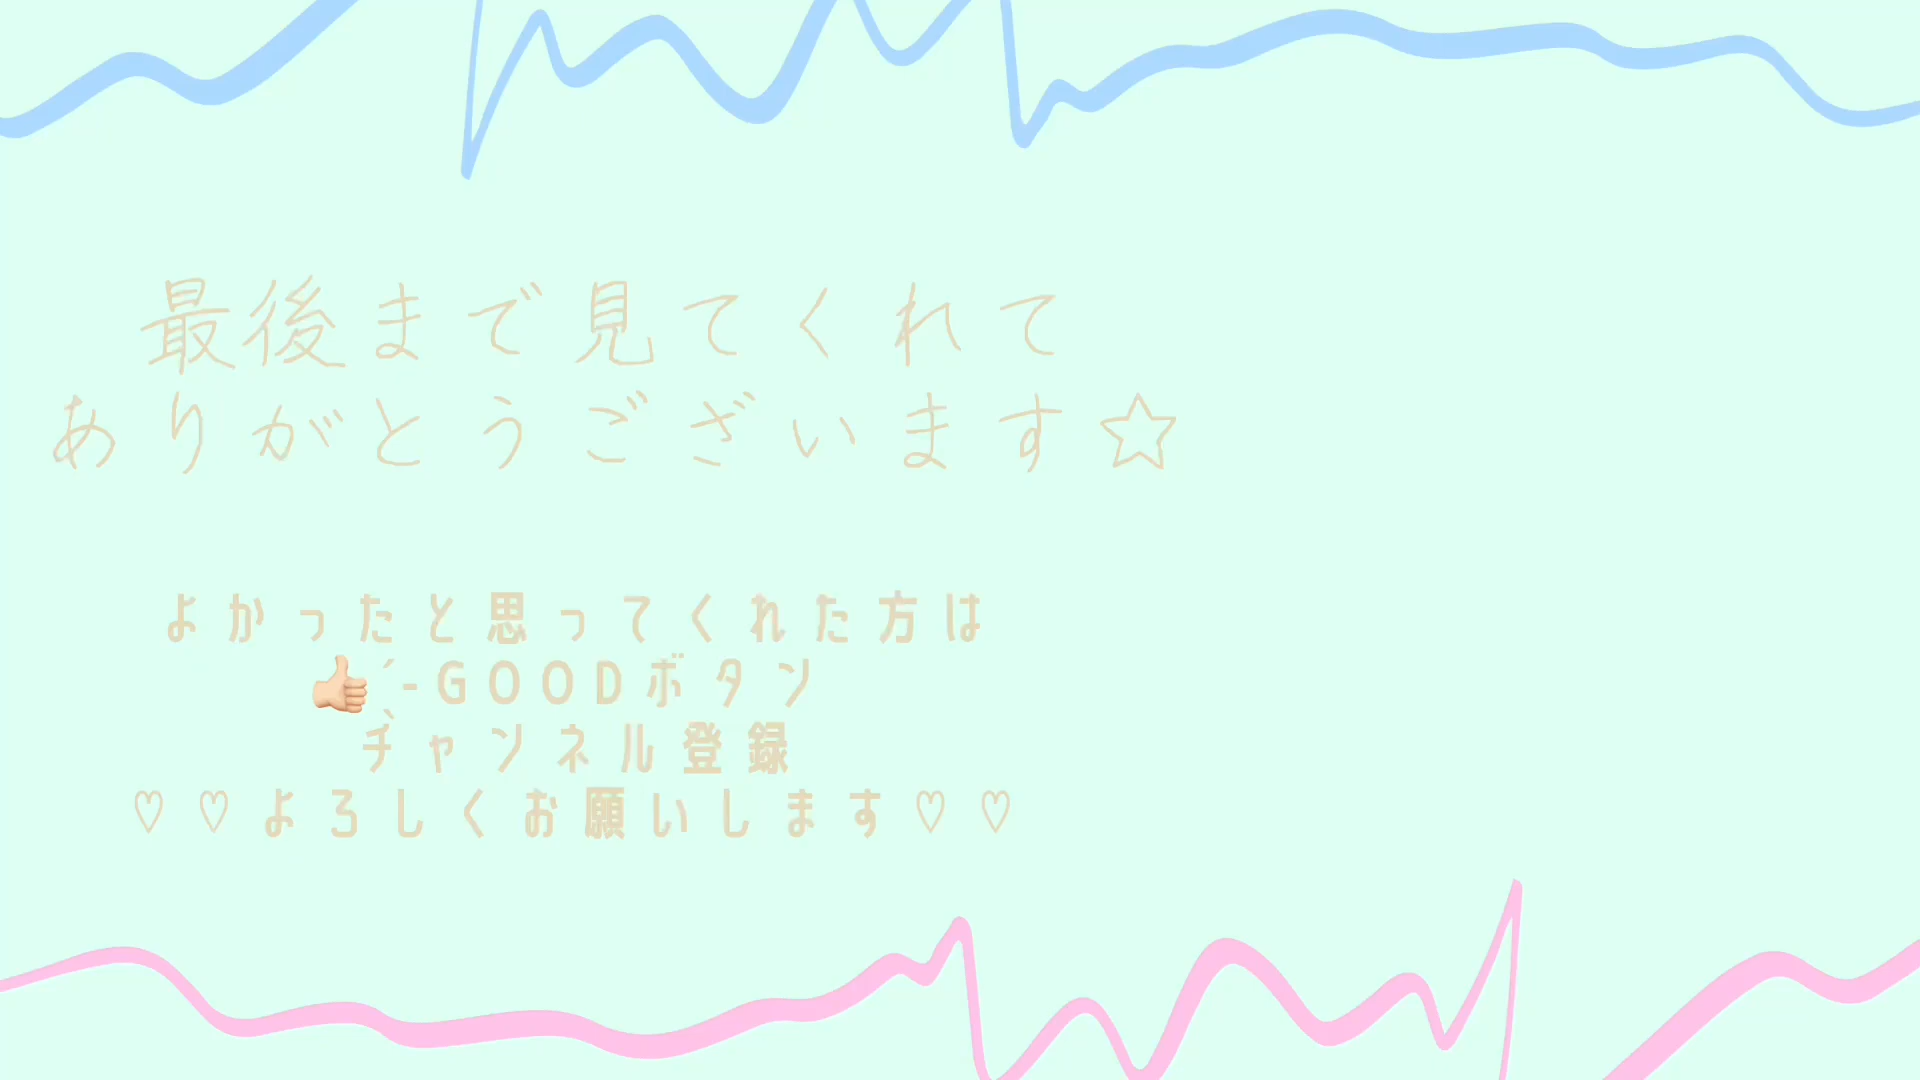 最後まで見てくれて
ありがとうございます☆
よかったと思ってくれた方は
👍🏻 ̖́-GOODボタン
チャンネル登録
♡♡よろしくお願いします♡♡